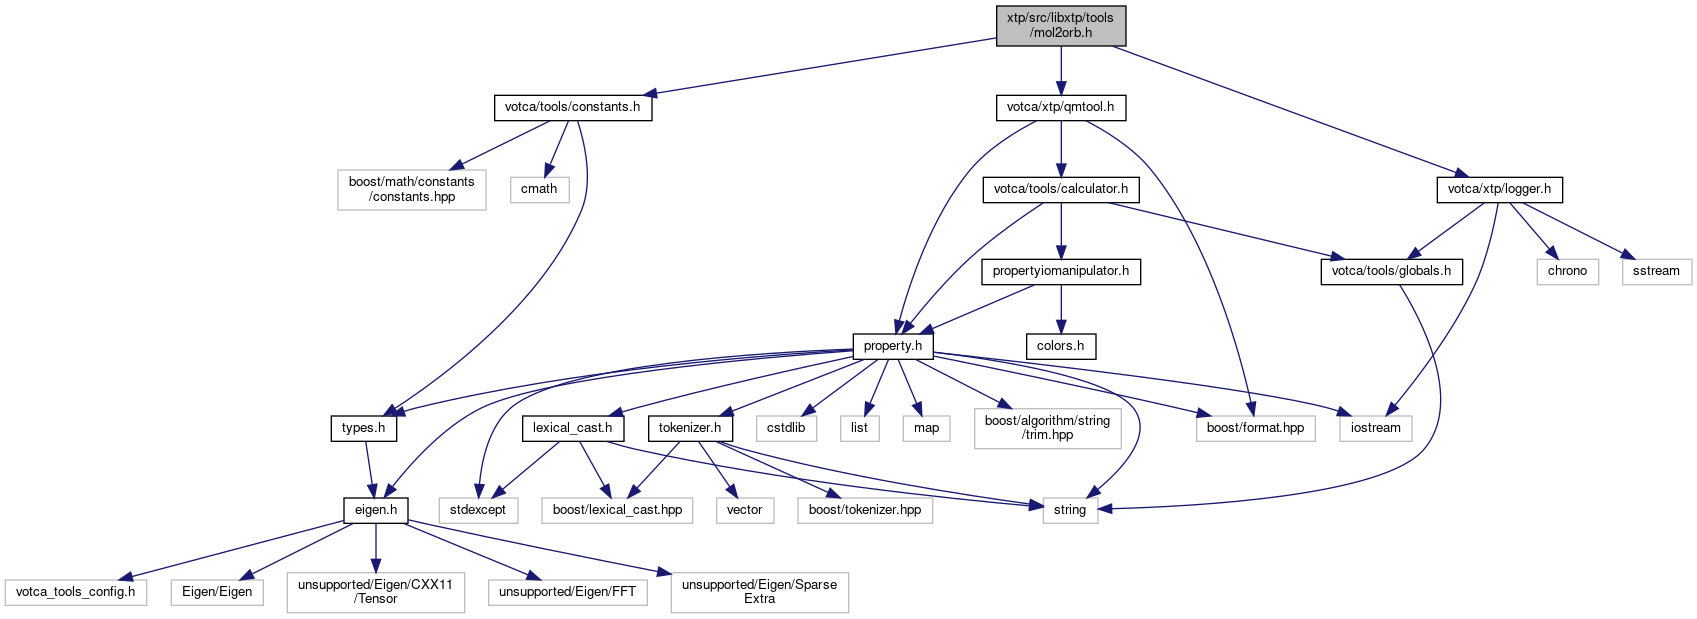 xtp/src/libxtp/tools
/mol2orb.h
votca/tools/constants.h
votca/xtp/qmtool.h
boost/math/constants
/constants.hpp
cmath
votca/tools/calculator.h
votca/xtp/logger.h
propertyiomanipulator.h
votca/tools/globals.h
chrono
sstream
property.h
colors.h
types.h
lexical_cast.h
tokenizer.h
cstdlib
list
map
boost/algorithm/string
/trim.hpp
boost/format.hpp
iostream
eigen.h
stdexcept
boost/lexical_cast.hpp
vector
boost/tokenizer.hpp
string
votca_tools_config.h
Eigen/Eigen
unsupported/Eigen/CXX11
/Tensor
unsupported/Eigen/FFT
unsupported/Eigen/Sparse
Extra